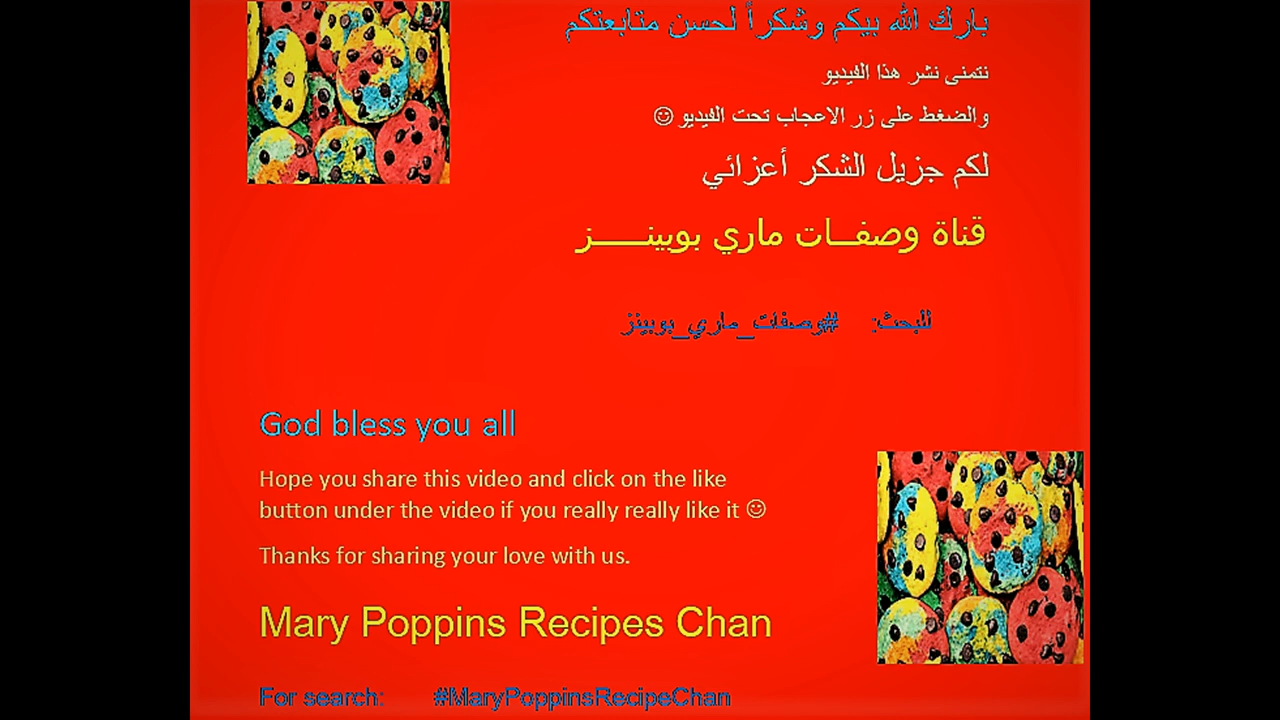 بارك الله بيكم وشكراً لحسن متابعتكم
نتمنى نشر هذا الفيديو
والضغط على زر الاعجاب تحت الفيديو ☺
لكم جزيل الشكر أعزائي
قناة وصفــات ماري بوبينـــــز
للبحث: #وصفات_ماري_بوبينز
God bless you all
Hope you share this video and click on the like
button under the video if you really really like it ☺
Thanks for sharing your love with us.
Mary Poppins Recipes Chan
For search: #MaryPoppinsRecipeChan